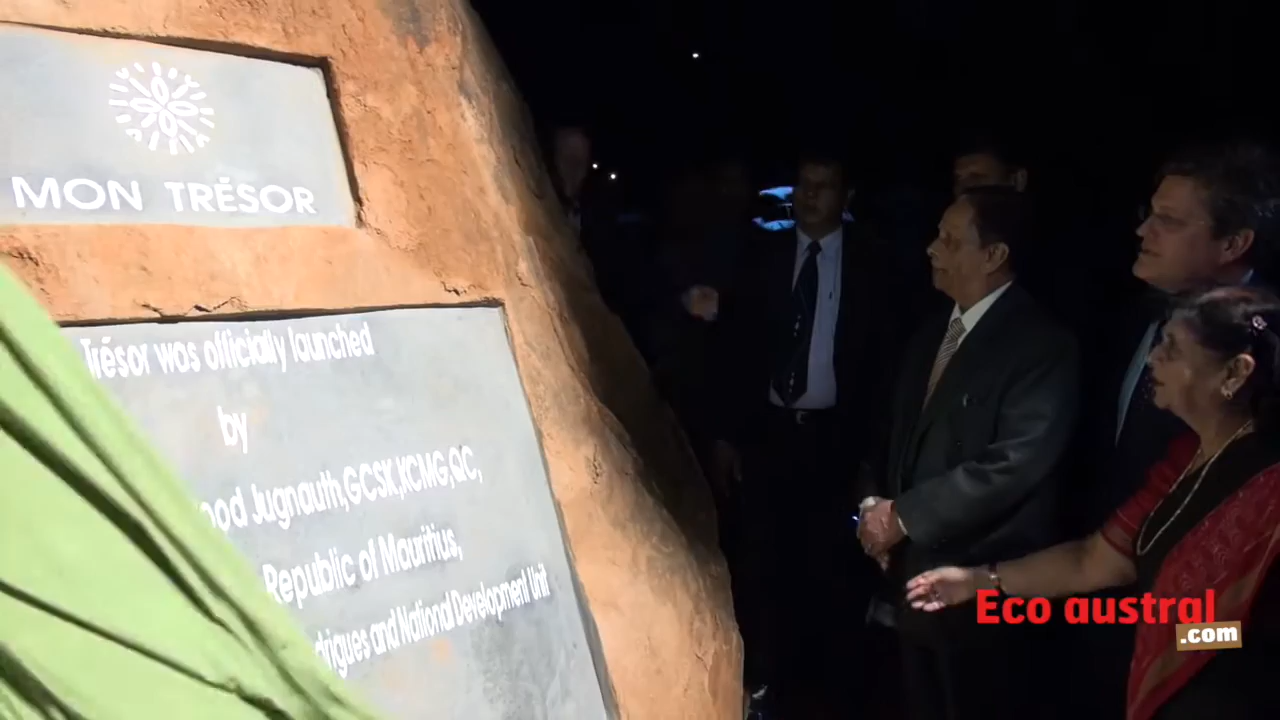 MON TRÉSOR
Trésor was officially launched
by
ood Jugnauth,GCSK,KCMG,QC,
Republic of Mauritius,
drigues and National Development Unit
Eco austral
.com